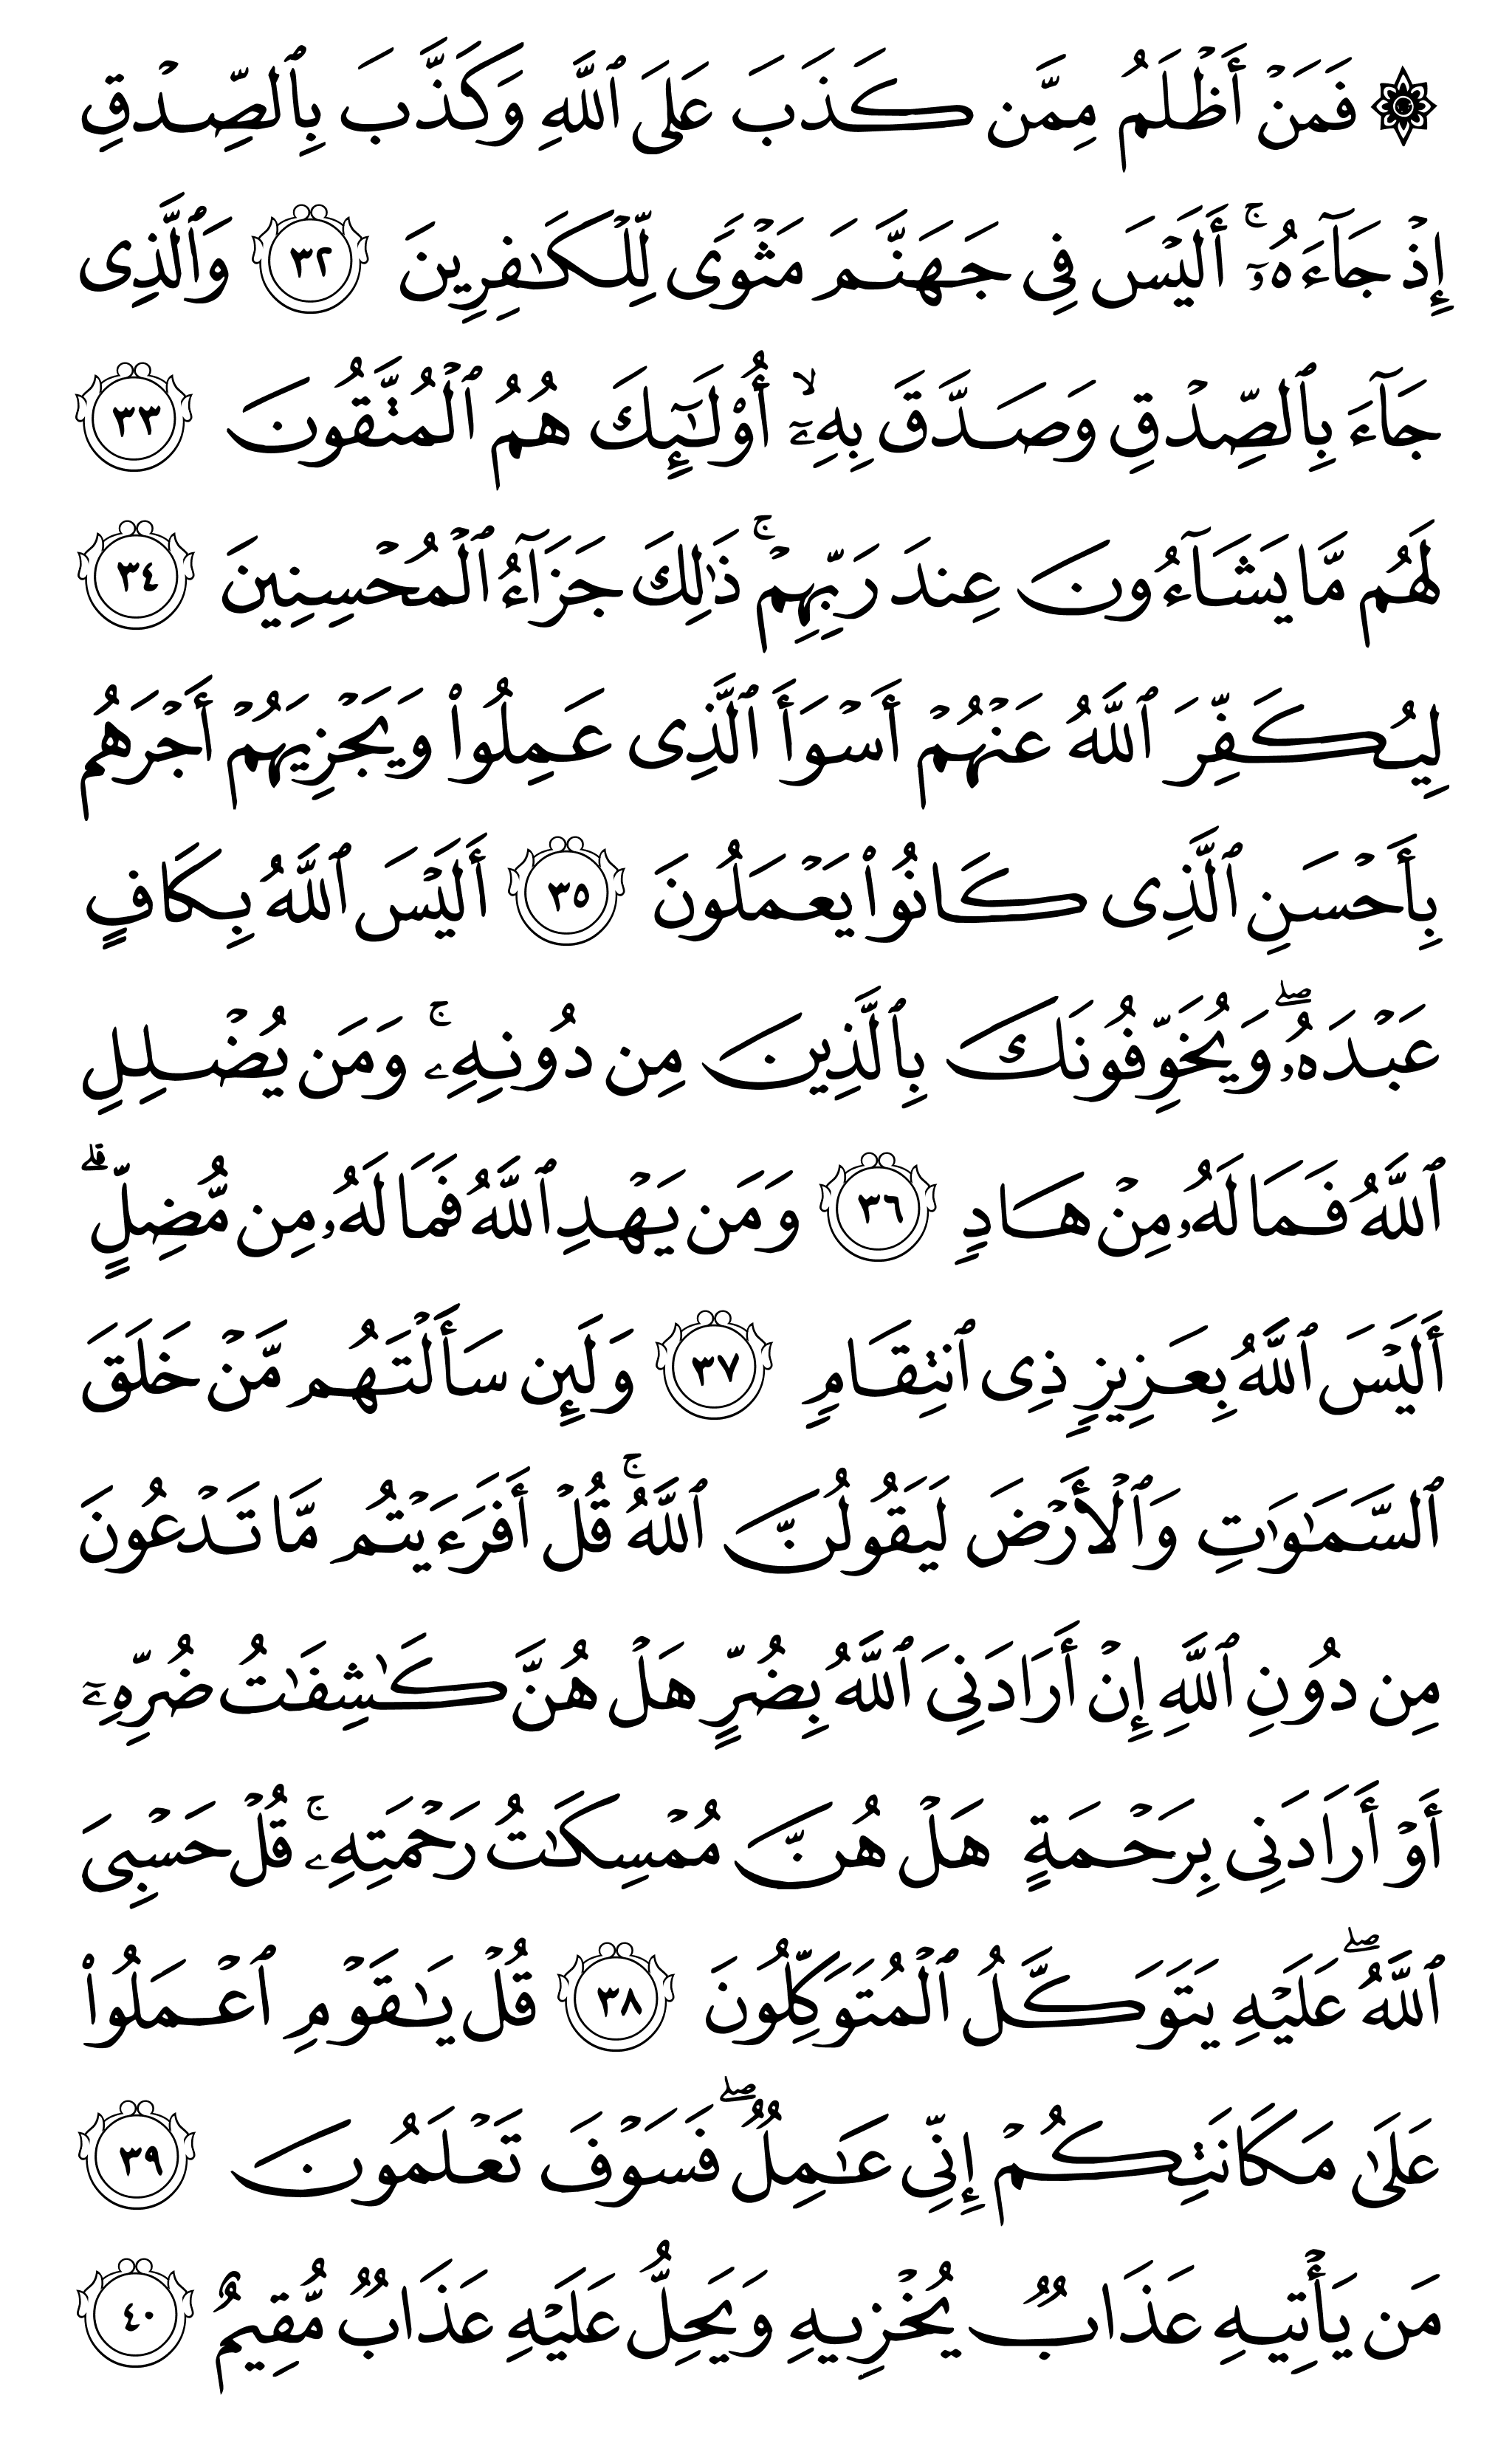 ۞ فَمَنۡ أَظۡلَمُ مِمَّن كَذَبَ عَلَى ٱللَّهِ وَكَذَّبَ بِٱلصِّدۡقِ
إِذۡ جَآءَهُۥٓۚ أَلَيۡسَ فِي جَهَنَّمَ مَثۡوٗى لِّلۡكَٰفِرِينَ ٣٢ وَٱلَّذِي
جَآءَ بِٱلصِّدۡقِ وَصَدَّقَ بِهِۦٓ ۙ أُوْلَٰٓئِكَ هُمُ ٱلۡمُتَّقُونَ ٣٣
لَهُم مَّا يَشَآءُونَ عِندَ رَبِّهِمۡۚ ذَٰلِكَ جَزَآءُ ٱلۡمُحۡسِنِينَ ٣٤
لِيُكَفِّرَ ٱللَّهُ عَنۡهُمۡ أَسۡوَأَ ٱلَّذِي عَمِلُواْ وَيَجۡزِيَهُمۡ أَجۡرَهُم
بِأَحۡسَنِ ٱلَّذِي كَانُواْ يَعۡمَلُونَ ٣٥ أَلَيۡسَ ٱللَّهُ بِكَافٍ
عَبۡدَهُۥۖ وَيُخَوِّفُونَكَ بِٱلَّذِينَ مِن دُونِهِۦۚ وَمَن يُضۡلِلِ
ٱللَّهُ فَمَا لَهُۥ مِنۡ هَادٖ ٣٦ وَمَن يَهۡدِ ٱللَّهُ فَمَا لَهُۥ مِن مُّضِلٍّۗ
أَلَيۡسَ ٱللَّهُ بِعَزِيزٖ ذِي ٱنتِقَامٖ ٣٧ وَلَئِن سَأَلۡتَهُم مَّنۡ خَلَقَ
ٱلسَّمَٰوَٰتِ وَٱلۡأَرۡضَ لَيَقُولُنَّ ٱللَّهُۚ قُلۡ أَفَرَءَيۡتُم مَّا تَدۡعُونَ
مِن دُونِ ٱللَّهِ إِنۡ أَرَادَنِيَ ٱللَّهُ بِضُرٍّ هَلۡ هُنَّ كَٰشِفَٰتُ ضُرِّهِۦٓ
أَوۡ أَرَادَنِي بِرَحۡمَةٍ هَلۡ هُنَّ مُمۡسِكَٰتُ رَحۡمَتِهِۦۚ قُلۡ حَسۡبِيَ
ٱللَّهُۖ عَلَيۡهِ يَتَوَكَّلُ ٱلۡمُتَوَكِّلُونَ ٣٨ قُلۡ يَٰقَوۡمِ ٱعۡمَلُواْ
عَلَىٰ مَكَانَتِكُمۡ إِنِّي عَٰمِلٞۖ فَسَوۡفَ تَعۡلَمُونَ ٣٩
مَن يَأۡتِيهِ عَذَابٞ يُخۡزِيهِ وَيَحِلُّ عَلَيۡهِ عَذَابٞ مُّقِيمٌ ٤٠